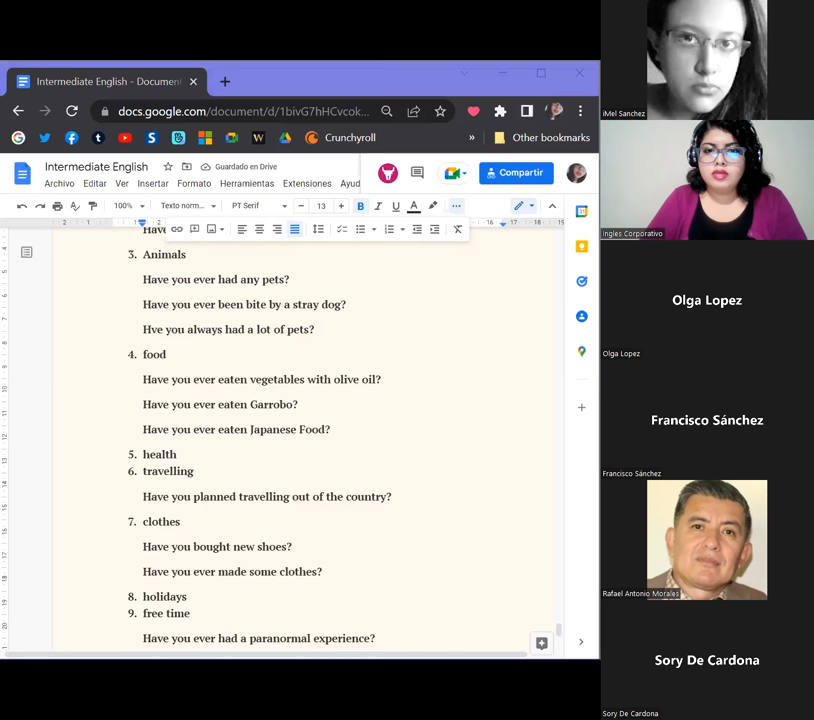 Intermediate English - Document
docs.google.com/document/d/1bivG7hHCvcok...
Crunchyroll
»
Other bookmarks
Intermediate English
Guardado en Drive
Compartir
Archivo Editar Ver Insertar Formato Herramientas Extensiones Ayud
100% Texto norm... PT Serif − 13 + B I U A
Have
3. Animals
Have you ever had any pets?
Have you ever been bite by a stray dog?
Hve you always had a lot of pets?
4. food
Have you ever eaten vegetables with olive oil?
Have you ever eaten Garrobo?
Have you ever eaten Japanese Food?
5. health
6. travelling
Have you planned travelling out of the country?
7. clothes
Have you bought new shoes?
Have you ever made some clothes?
8. holidays
9. free time
Have you ever had a paranormal experience?
iMel Sanchez
Ingles Corporativo
Olga Lopez
Olga Lopez
Francisco Sánchez
Francisco Sánchez
Rafael Antonio Morales
Sory De Cardona
Sory De Cardona